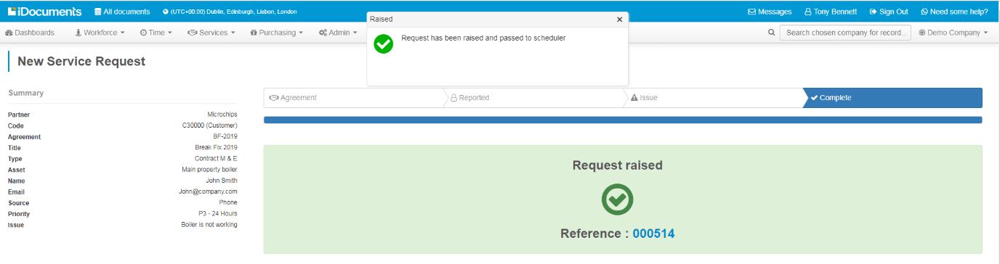 iDocuments All documents (UTC+00:00) Dublin, Edinburgh, Lisbon, London Messages Tony Bennett Sign Out Need some help?
Raised ×
Request has been raised and passed to scheduler
Dashboards Workforce Time Services Purchasing Admin Search chosen company for record... Demo Company
New Service Request
Summary
Partner Microchips
Code C30000 (Customer)
Agreement BF-2019
Title Break Fix 2019
Type Contract M & E
Asset Main property boiler
Name John Smith
Email John@company.com
Source Phone
Priority P3 - 24 Hours
Issue Boiler is not working
Agreement Reported Issue Complete
Request raised
Reference : 000514